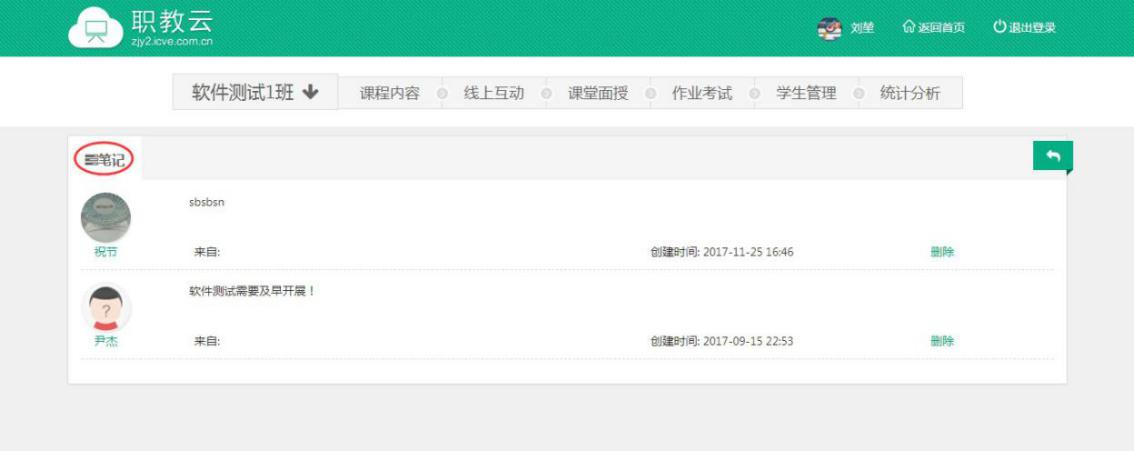 职教云
zjy2.icve.com.cn
刘堃 返回首页 退出登录
软件测试1班 课程内容 线上互动 课堂面授 作业考试 学生管理 统计分析
笔记
sbsbsn
祝节 来自: 创建时间: 2017-11-25 16:46 删除
软件测试需要及早开展！
?
尹杰 来自: 创建时间: 2017-09-15 22:53 删除